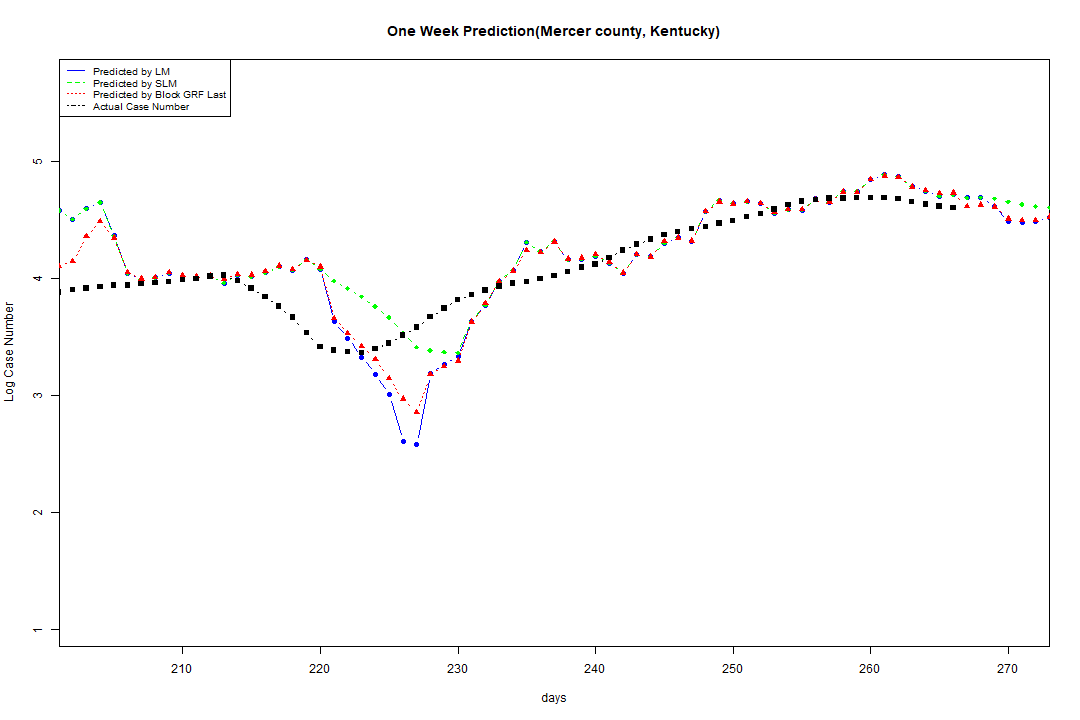 One Week Prediction(Mercer county, Kentucky)
Predicted by LM
Predicted by SLM
Predicted by Block GRF Last
Actual Case Number
5
4
3
2
1
Log Case Number
210 220 230 240 250 260 270
days